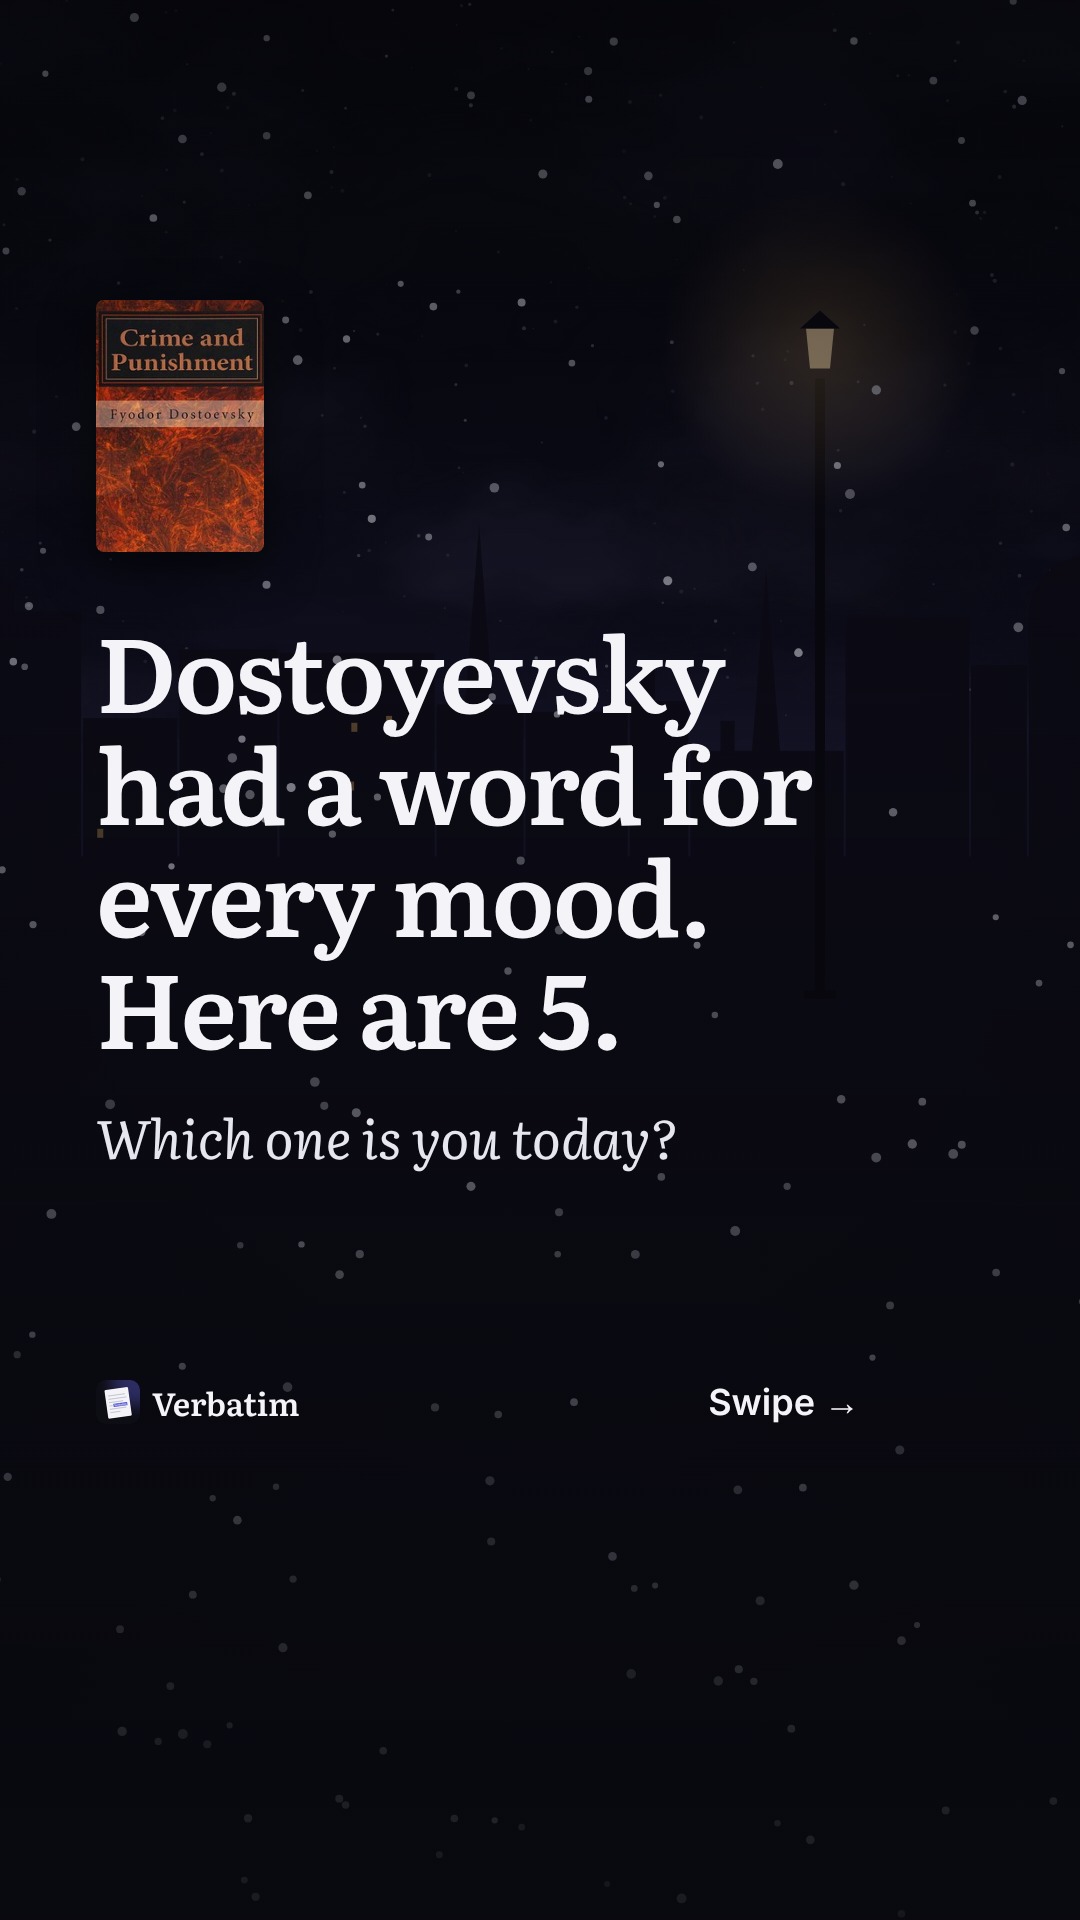 Crime and
Punishment
Fyodor Dostoevsky
Dostoyevsky
had a word for
every mood.
Here are 5.
Which one is you today?
Verbatim
Swipe →